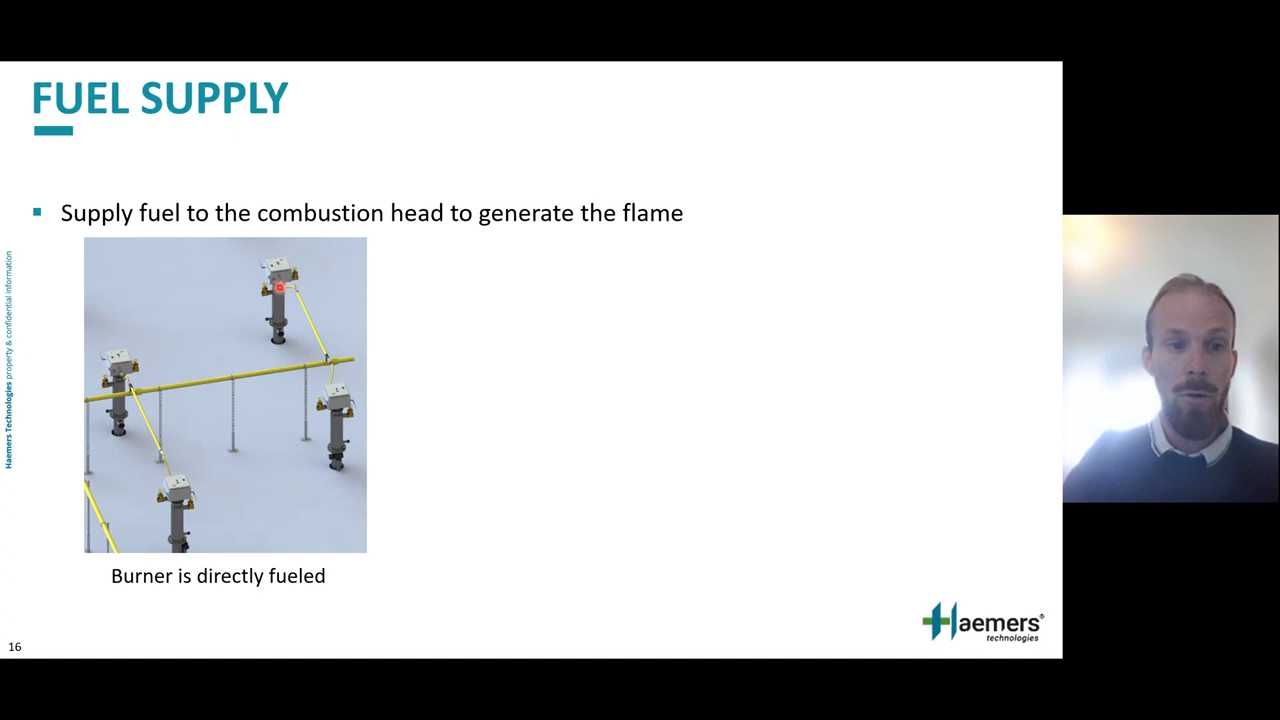 FUEL SUPPLY
▪ Supply fuel to the combustion head to generate the flame
Haemers Technologies property & confidential information
Burner is directly fueled
Haemers®
technologies
16